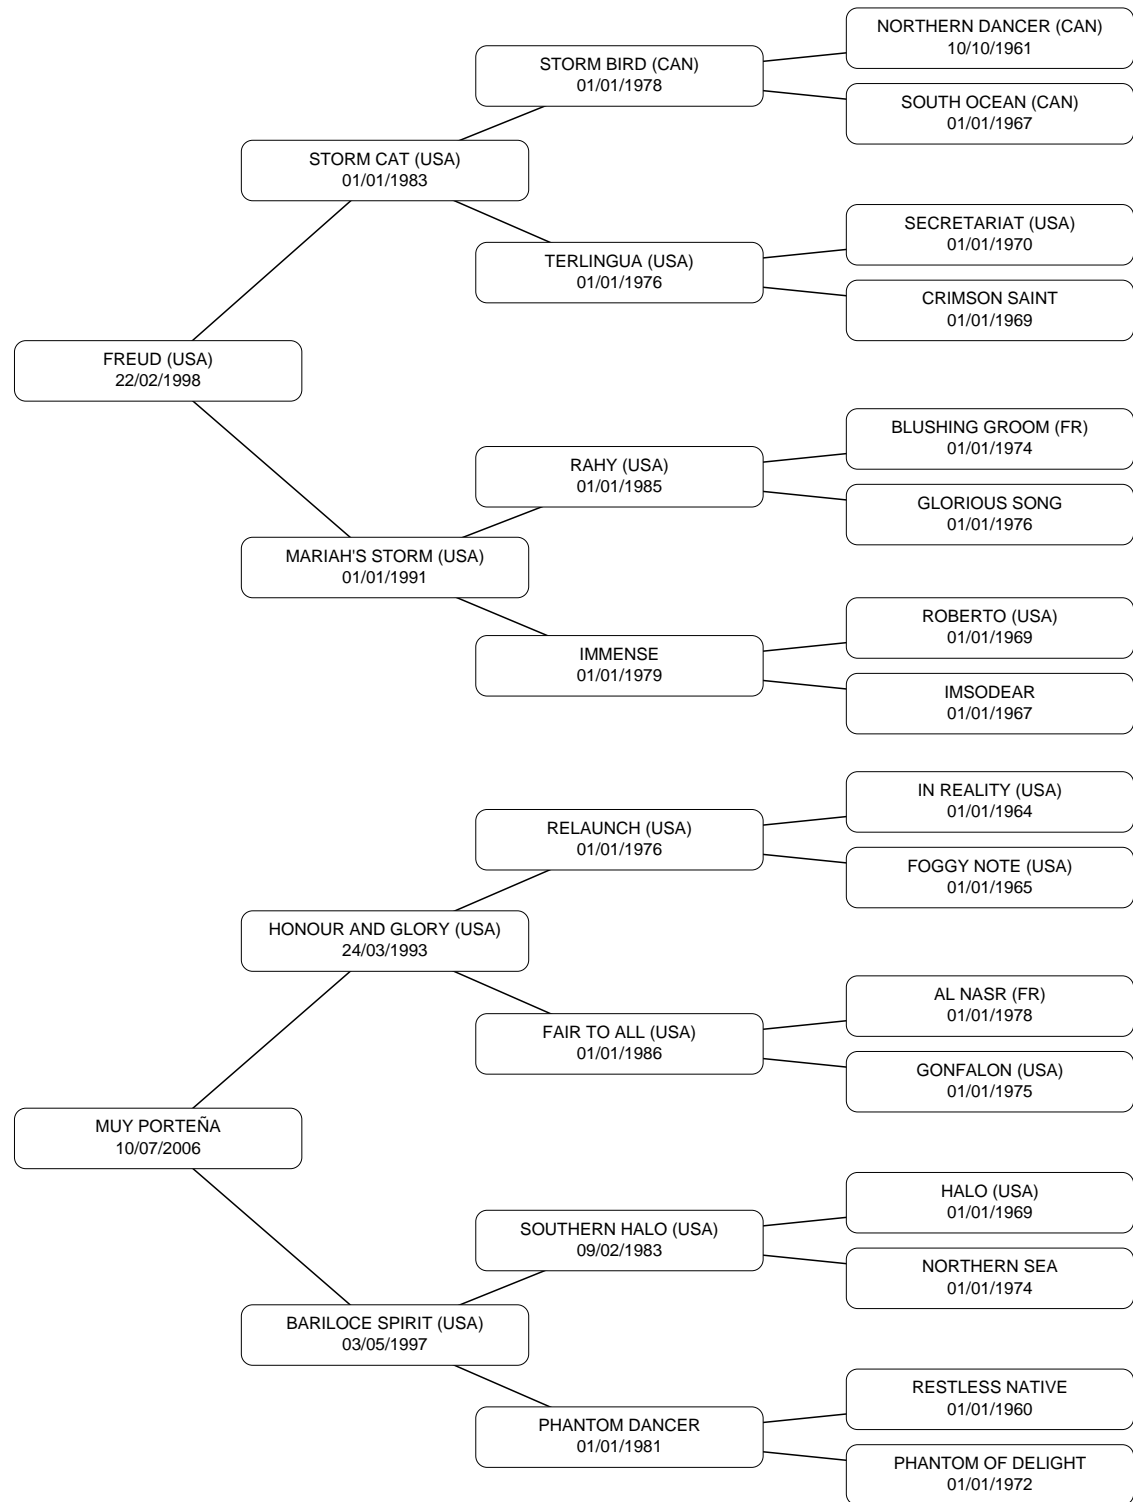 NORTHERN DANCER (CAN)
10/10/1961
STORM BIRD (CAN)
01/01/1978
SOUTH OCEAN (CAN)
01/01/1967
STORM CAT (USA)
01/01/1983
SECRETARIAT (USA)
01/01/1970
TERLINGUA (USA)
01/01/1976
CRIMSON SAINT
01/01/1969
FREUD (USA)
22/02/1998
BLUSHING GROOM (FR)
01/01/1974
RAHY (USA)
01/01/1985
GLORIOUS SONG
01/01/1976
MARIAH'S STORM (USA)
01/01/1991
ROBERTO (USA)
01/01/1969
IMMENSE
01/01/1979
IMSODEAR
01/01/1967
IN REALITY (USA)
01/01/1964
RELAUNCH (USA)
01/01/1976
FOGGY NOTE (USA)
01/01/1965
HONOUR AND GLORY (USA)
24/03/1993
AL NASR (FR)
01/01/1978
FAIR TO ALL (USA)
01/01/1986
GONFALON (USA)
01/01/1975
MUY PORTEÑA
10/07/2006
HALO (USA)
01/01/1969
SOUTHERN HALO (USA)
09/02/1983
NORTHERN SEA
01/01/1974
BARILOCE SPIRIT (USA)
03/05/1997
RESTLESS NATIVE
01/01/1960
PHANTOM DANCER
01/01/1981
PHANTOM OF DELIGHT
01/01/1972